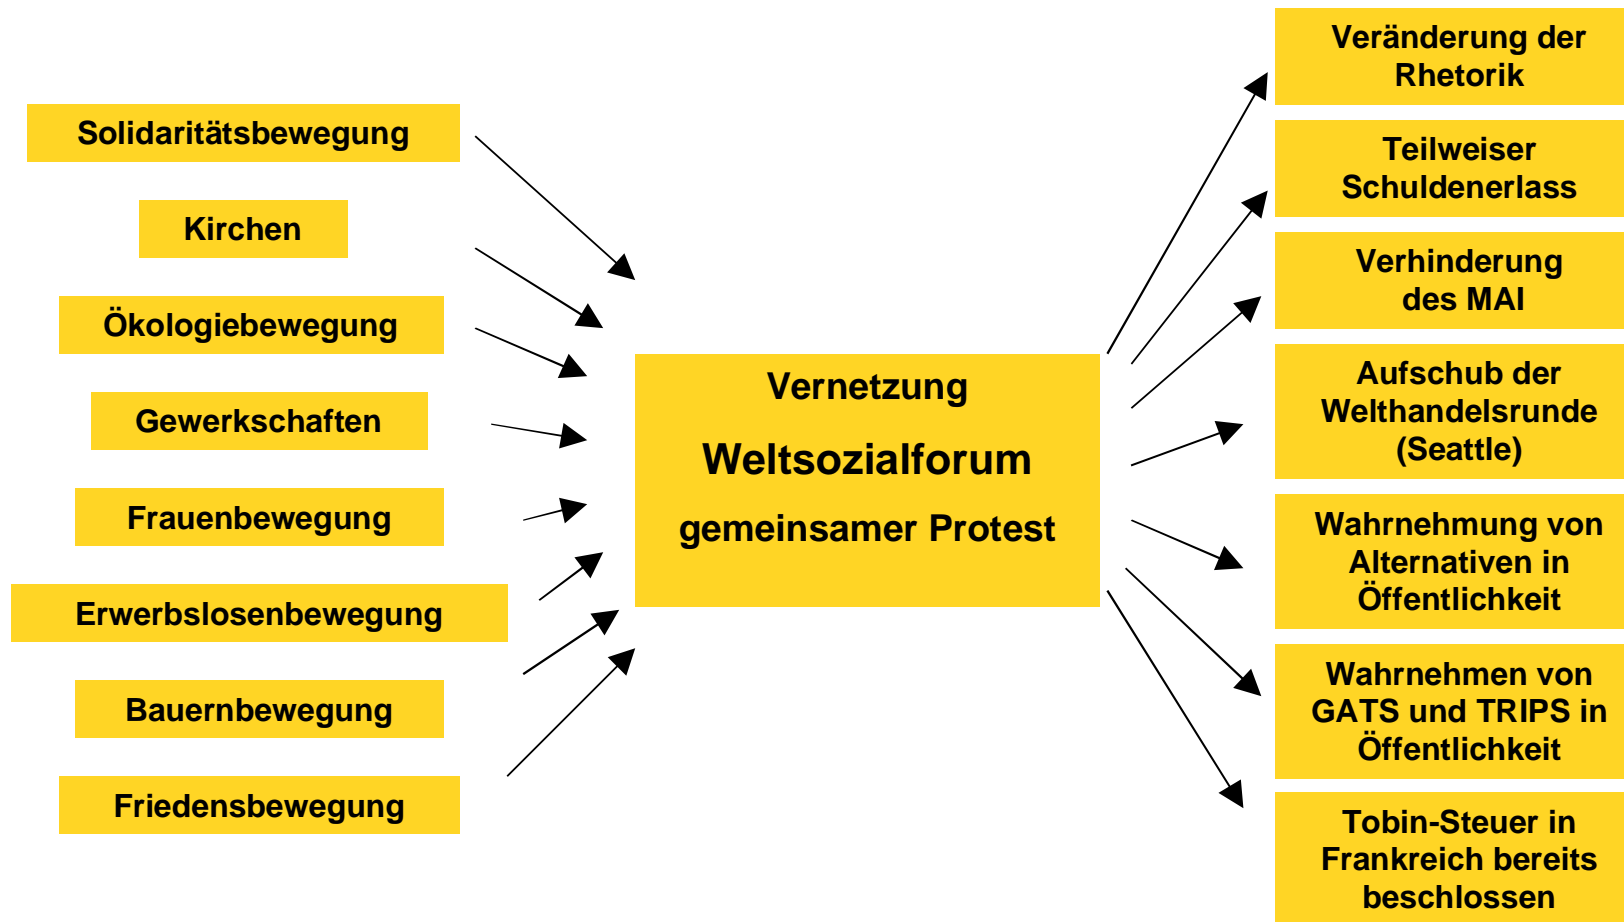 Solidaritätsbewegung
Kirchen
Ökologiebewegung
Gewerkschaften
Frauenbewegung
Erwerbslosenbewegung
Bauernbewegung
Friedensbewegung
Vernetzung
Weltsozialforum
gemeinsamer Protest
Veränderung der
Rhetorik
Teilweiser
Schuldenerlass
Verhinderung
des MAI
Aufschub der
Welthandelsrunde
(Seattle)
Wahrnehmung von
Alternativen in
Öffentlichkeit
Wahrnehmen von
GATS und TRIPS in
Öffentlichkeit
Tobin-Steuer in
Frankreich bereits
beschlossen